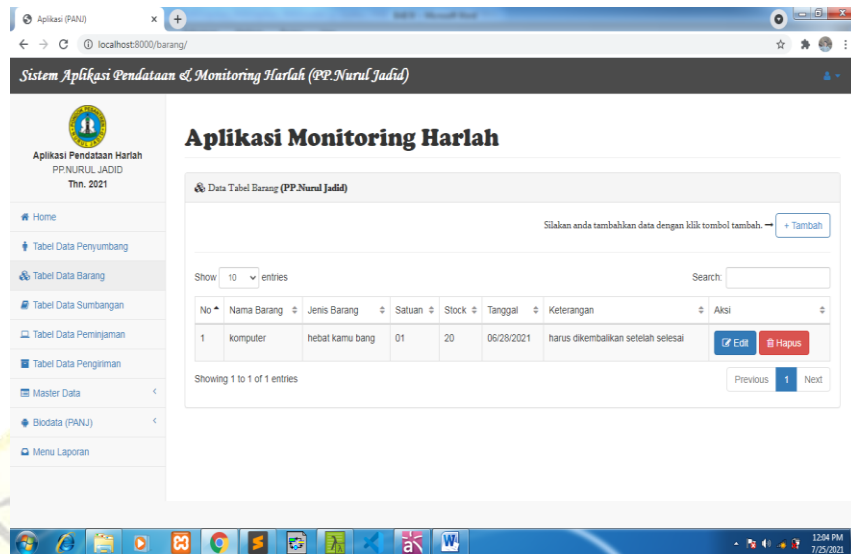 Aplikasi (PANJ)
localhost:8000/barang/
Sistem Aplikasi Pendataan & Monitoring Harlah (PP.Nurul Jadid)
Aplikasi Pendataan Harlah
PP.NURUL JADID
Thn. 2021
Home
Tabel Data Penyumbang
Tabel Data Barang
Tabel Data Sumbangan
Tabel Data Peminjaman
Tabel Data Pengiriman
Master Data
Biodata (PANJ)
Menu Laporan
Aplikasi Monitoring Harlah
Data Tabel Barang (PP.Nurul Jadid)
Silakan anda tambahkan data dengan klik tombol tambah. → + Tambah
Show 10 entries Search:
No Nama Barang Jenis Barang Satuan Stock Tanggal Keterangan Aksi
1 komputer hebat kamu bang 01 20 06/28/2021 harus dikembalikan setelah selesai Edit Hapus
Showing 1 to 1 of 1 entries Previous 1 Next
12:04 PM
7/25/2021